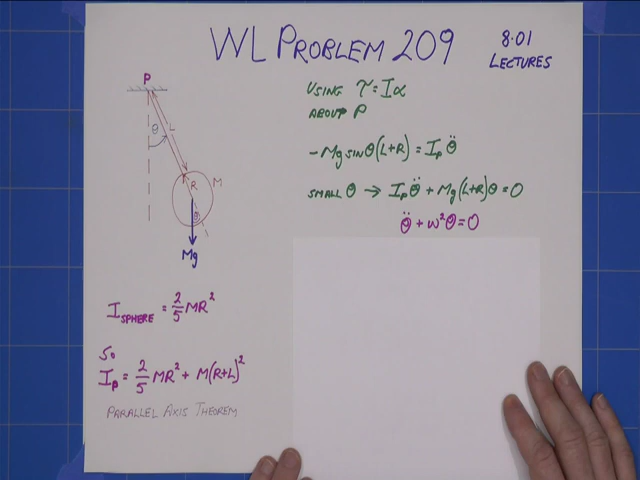 WL PROBLEM 209
8.01
LECTURES
P
θ
L
R
M
θ
Mg
USING τ = Iα
ABOUT P
-Mg sinθ(L+R) = I_P θ̈
SMALL θ → I_P θ̈ + Mg(L+R)θ = 0
θ̈ + ω²θ = 0
I_SPHERE = 2/5 MR²
SO
I_P = 2/5 MR² + M(R+L)²
PARALLEL AXIS THEOREM